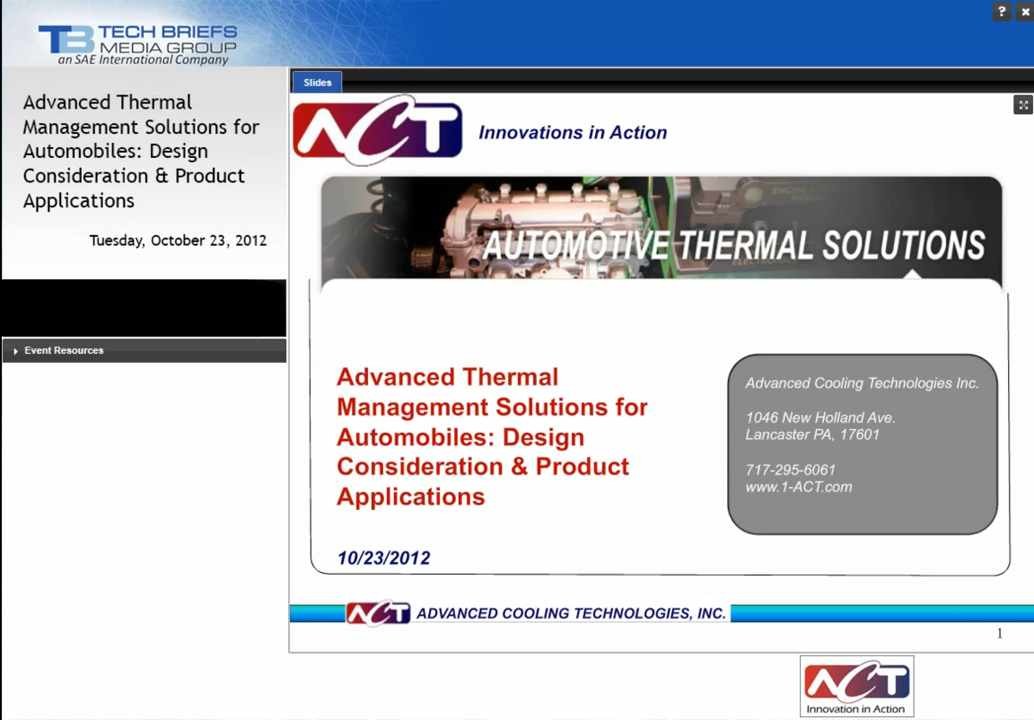 TB TECH BRIEFS
MEDIA GROUP
an SAE International Company
? ×
Advanced Thermal
Management Solutions for
Automobiles: Design
Consideration & Product
Applications
Tuesday, October 23, 2012
Event Resources
Slides
ACT Innovations in Action
AUTOMOTIVE THERMAL SOLUTIONS
Advanced Thermal
Management Solutions for
Automobiles: Design
Consideration & Product
Applications
10/23/2012
Advanced Cooling Technologies Inc.
1046 New Holland Ave.
Lancaster PA, 17601
717-295-6061
www.1-ACT.com
ACT ADVANCED COOLING TECHNOLOGIES, INC.
1
ACT
Innovation in Action